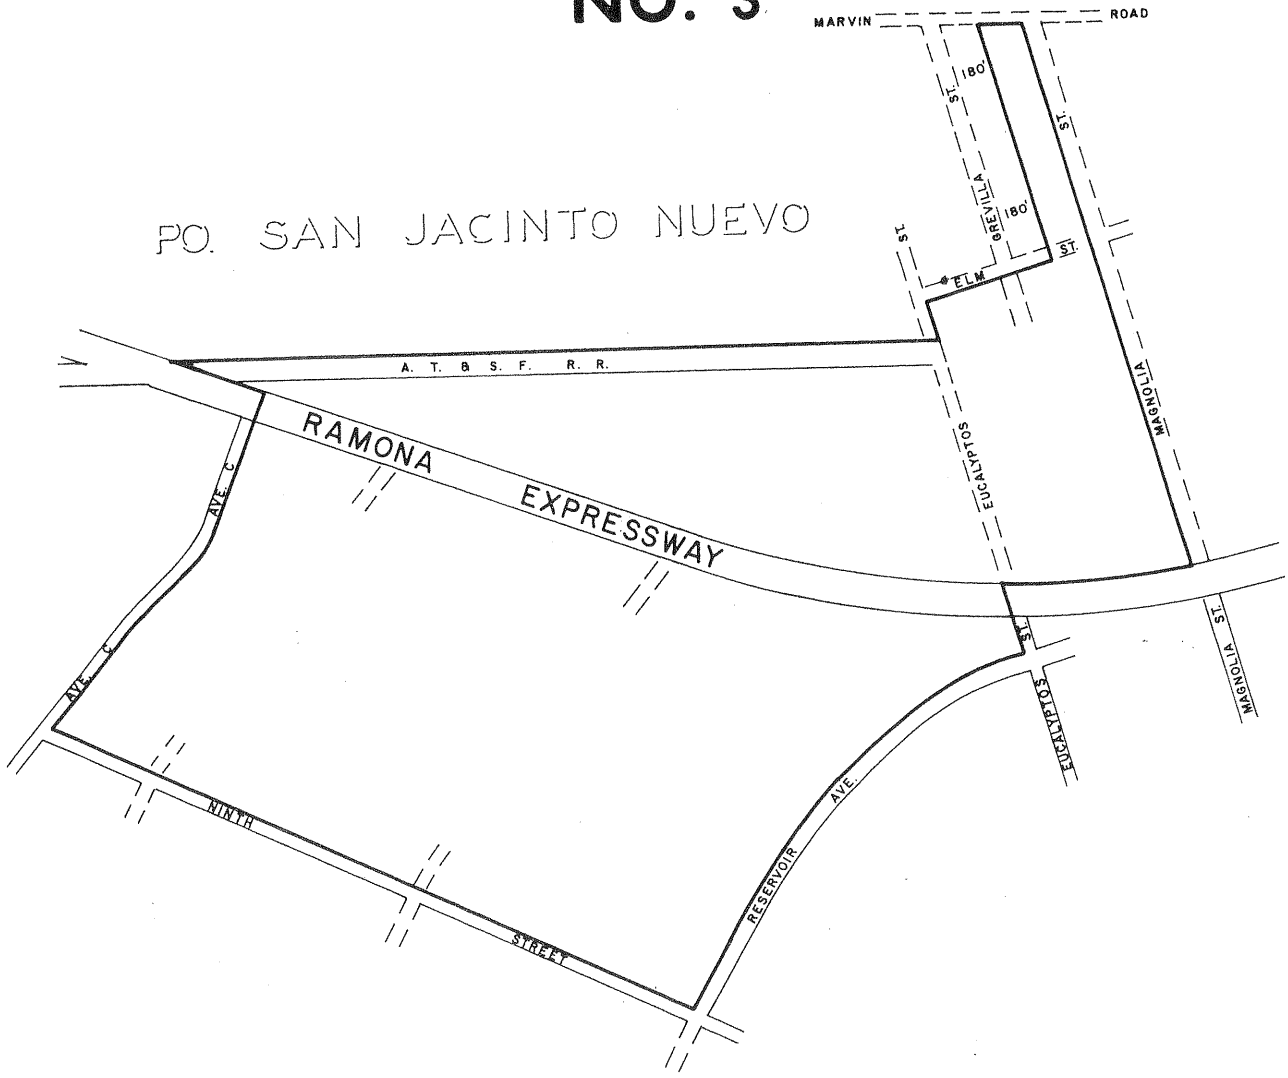 NO. 3
MARVIN ROAD
180'
ST.
ST.
GREVILLA
180'
PO. SAN JACINTO NUEVO
ST.
ST.
ELM
A. T. & S. F. R. R.
MAGNOLIA
RAMONA
EXPRESSWAY
EUCALYPTOS
AVE. C
ST.
ST.
MAGNOLIA
AVE. C
EUCALYPTOS
AVE.
RESERVOIR
NINTH
STREET